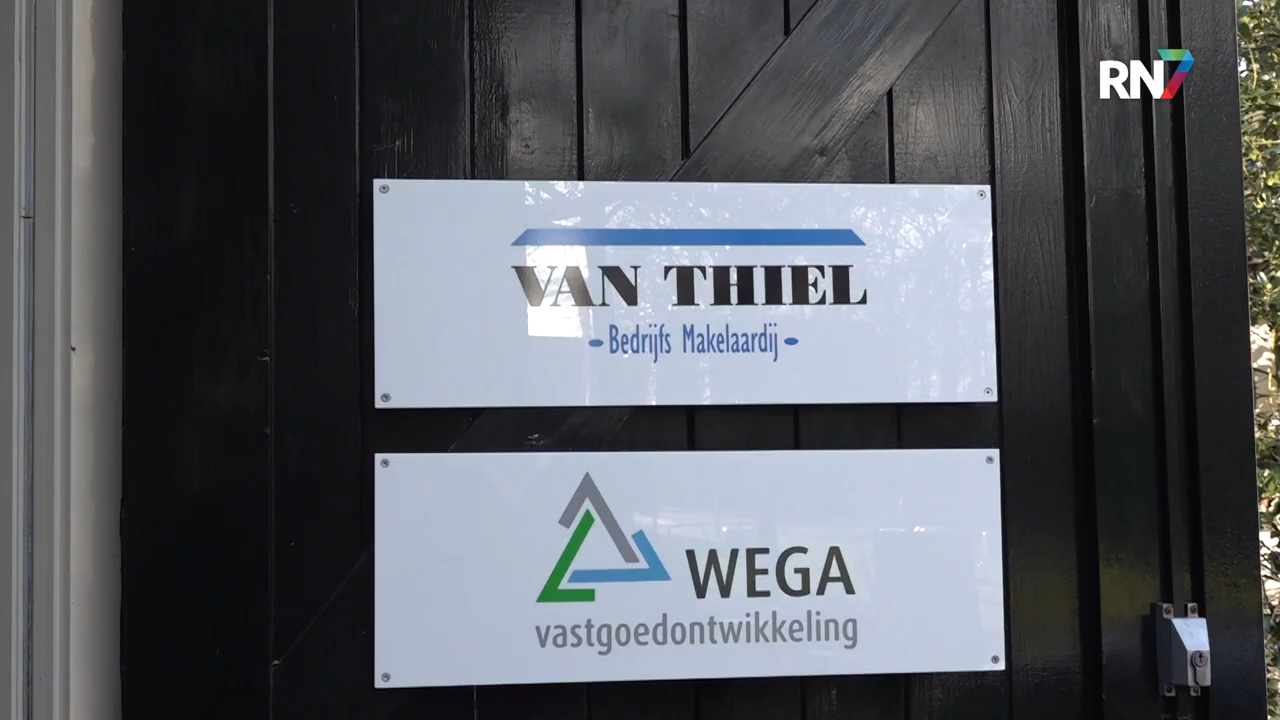 RN7
VAN THIEL
Bedrijfs Makelaardij
WEGA
vastgoedontwikkeling